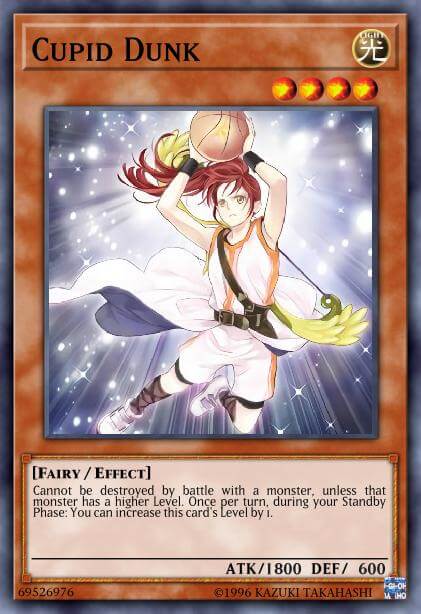 Cupid Dunk
LIGHT
光
[Fairy / Effect]
Cannot be destroyed by battle with a monster, unless that
monster has a higher Level. Once per turn, during your Standby
Phase: You can increase this card's Level by 1.
ATK/1800 DEF/ 600
69526976
©1996 KAZUKI TAKAHASHI